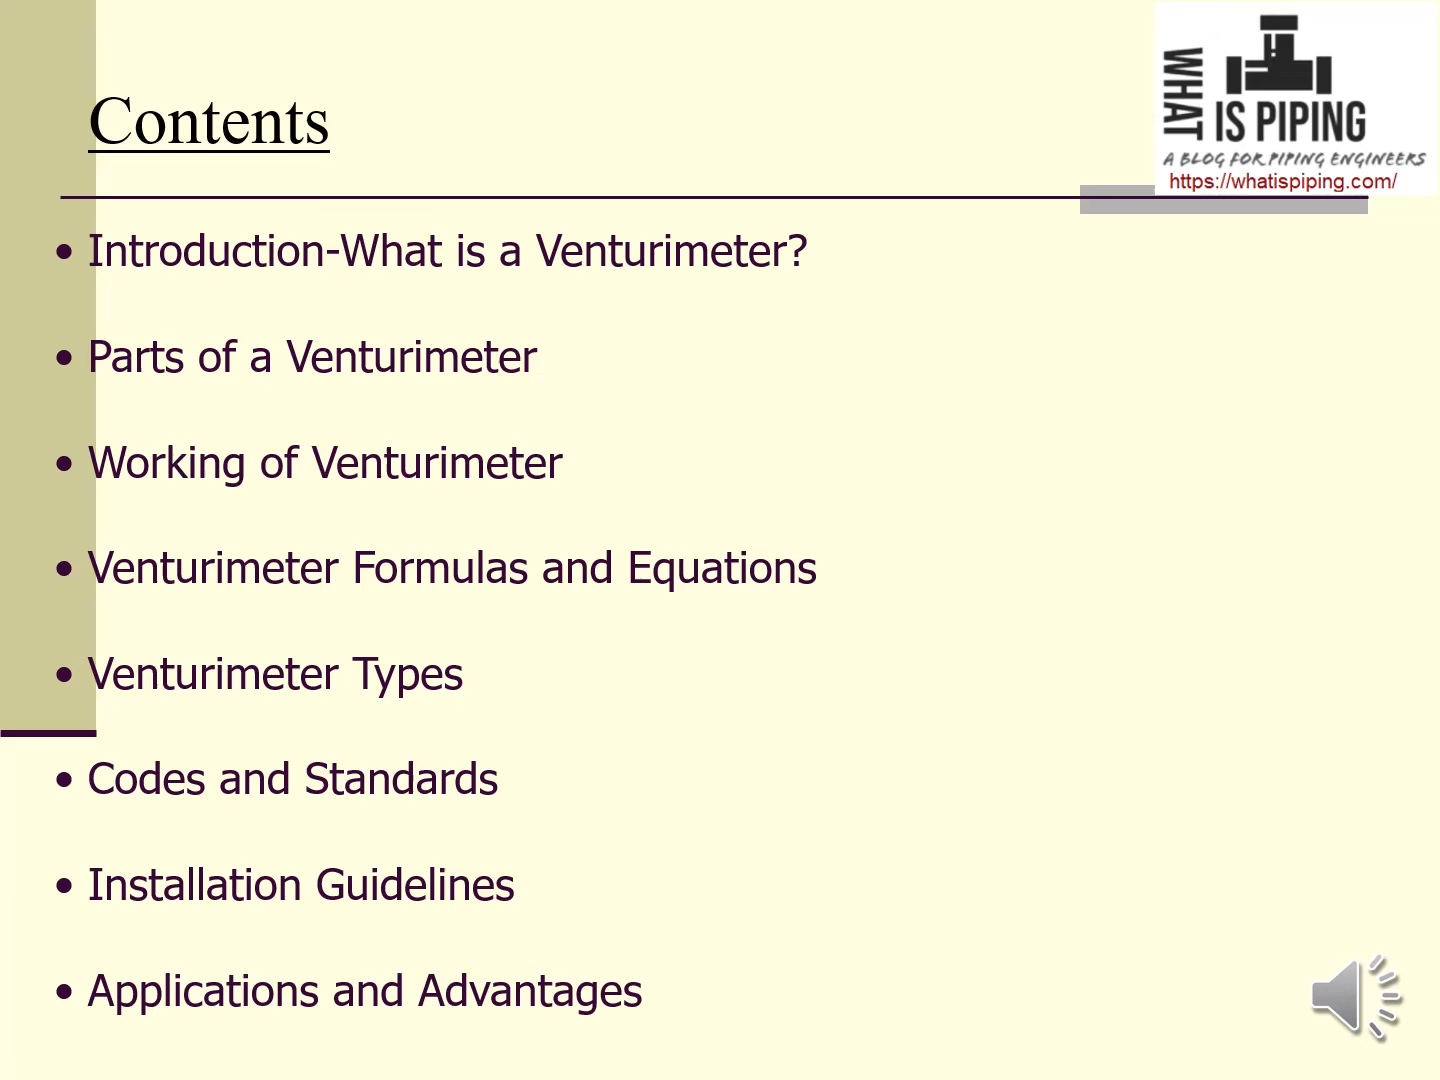 WHAT
IS PIPING
A BLOG FOR PIPING ENGINEERS
https://whatispiping.com/
Contents
• Introduction-What is a Venturimeter?
• Parts of a Venturimeter
• Working of Venturimeter
• Venturimeter Formulas and Equations
• Venturimeter Types
• Codes and Standards
• Installation Guidelines
• Applications and Advantages